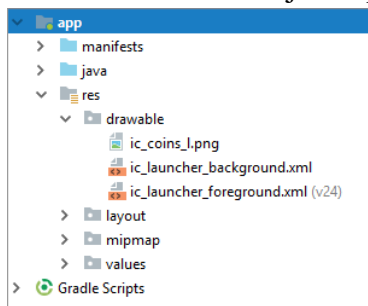 app
manifests
java
res
drawable
ic_coins_l.png
ic_launcher_background.xml
ic_launcher_foreground.xml (v24)
layout
mipmap
values
Gradle Scripts